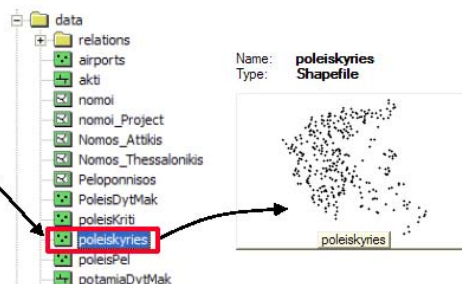 data
relations
airports
akti
nomoi
nomoi_Project
Nomos_Attikis
Nomos_Thessalonikis
Peloponnisos
PoleisDytMak
poleisKriti
poleiskyries
poleisPel
potamiaDytMak
Name: poleiskyries
Type: Shapefile
poleiskyries